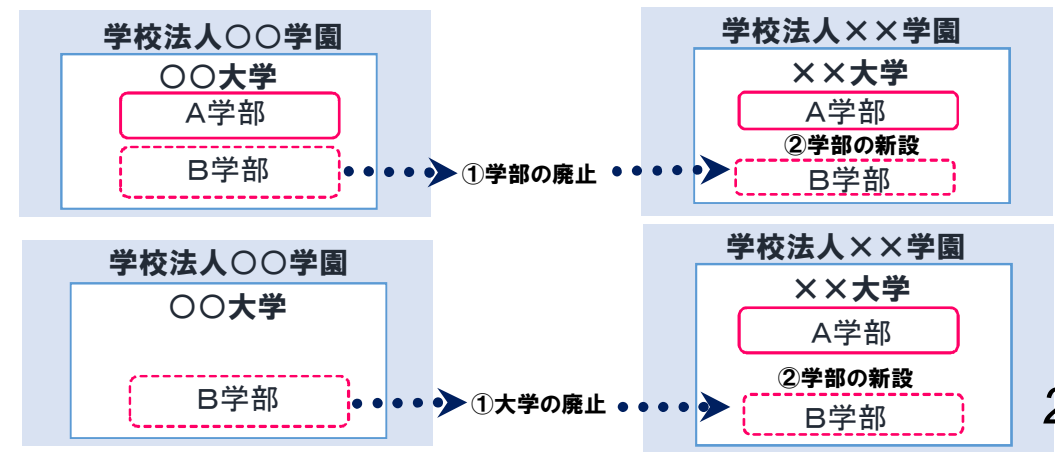 学校法人○○学園
○○大学
A学部
B学部
①学部の廃止
学校法人××学園
××大学
A学部
②学部の新設
B学部
学校法人○○学園
○○大学
B学部
①大学の廃止
学校法人××学園
××大学
A学部
②学部の新設
B学部
2